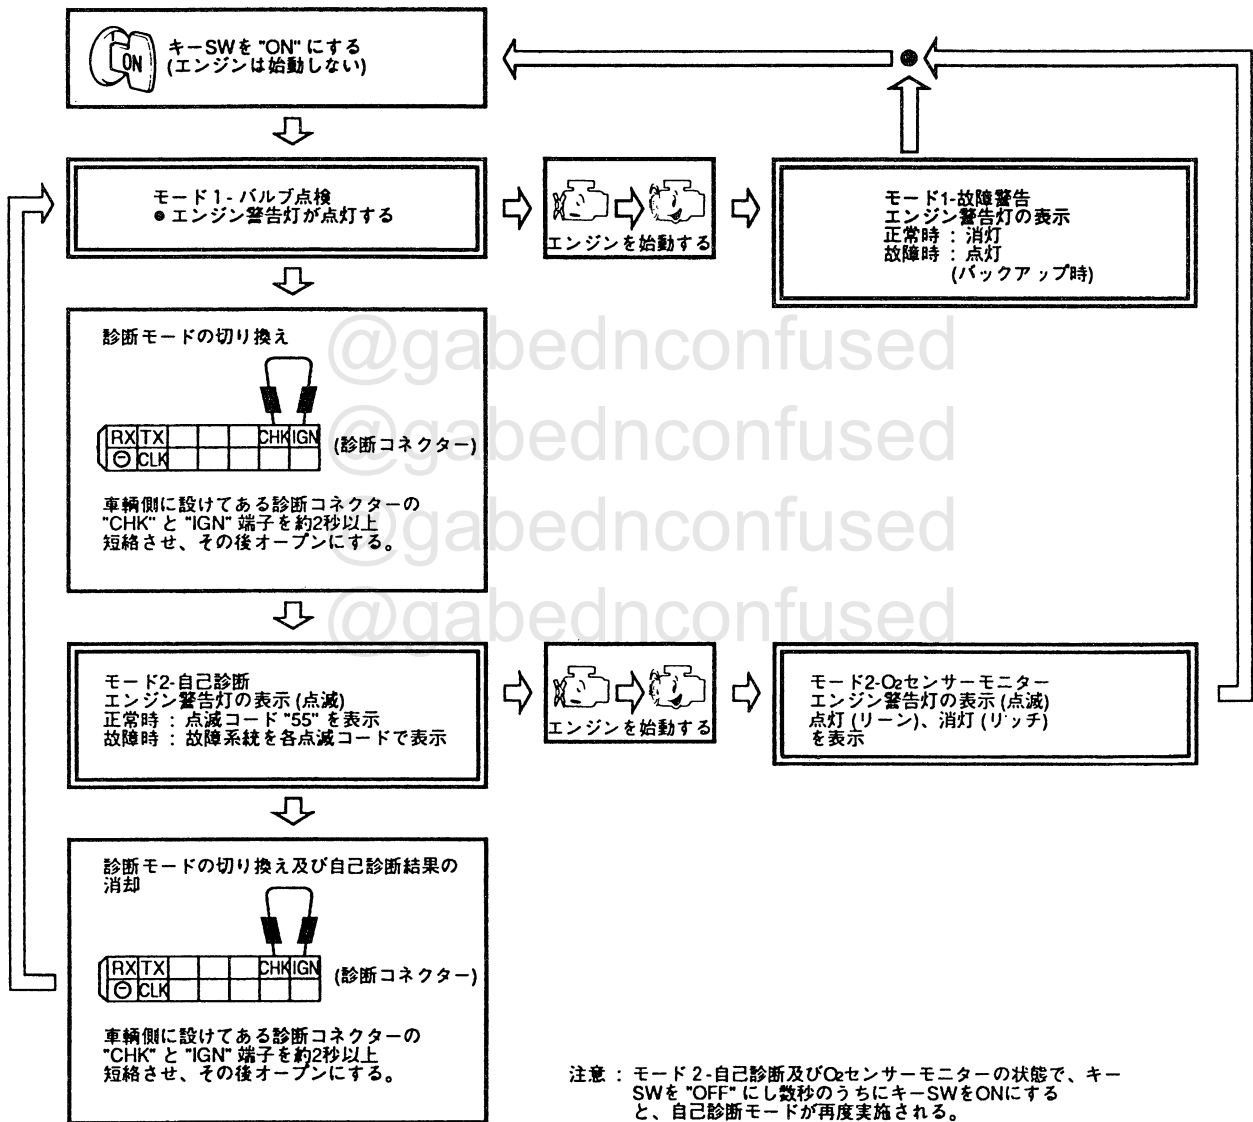 ON
キーSWを "ON" にする
(エンジンは始動しない)
モード1-バルブ点検
● エンジン警告灯が点灯する
エンジンを始動する
モード1-故障警告
エンジン警告灯の表示
正常時 : 消灯
故障時 : 点灯
(バックアップ時)
診断モードの切り換え
RX TX CHK IGN
⊖ CLK
(診断コネクター)
車輌側に設けてある診断コネクターの
"CHK" と "IGN" 端子を約2秒以上
短絡させ、その後オープンにする。
@gabednconfused
@gabednconfused
@gabednconfused
@gabednconfused
モード2-自己診断
エンジン警告灯の表示 (点滅)
正常時 : 点滅コード "55" を表示
故障時 : 故障系統を各点滅コードで表示
エンジンを始動する
モード2-O2センサーモニター
エンジン警告灯の表示 (点滅)
点灯 (リーン)、消灯 (リッチ)
を表示
診断モードの切り換え及び自己診断結果の
消却
RX TX CHK IGN
⊖ CLK
(診断コネクター)
車輌側に設けてある診断コネクターの
"CHK" と "IGN" 端子を約2秒以上
短絡させ、その後オープンにする。
注意 : モード 2-自己診断及びO2センサーモニターの状態で、キー
SWを "OFF" にし数秒のうちにキーSWをONにする
と、自己診断モードが再度実施される。